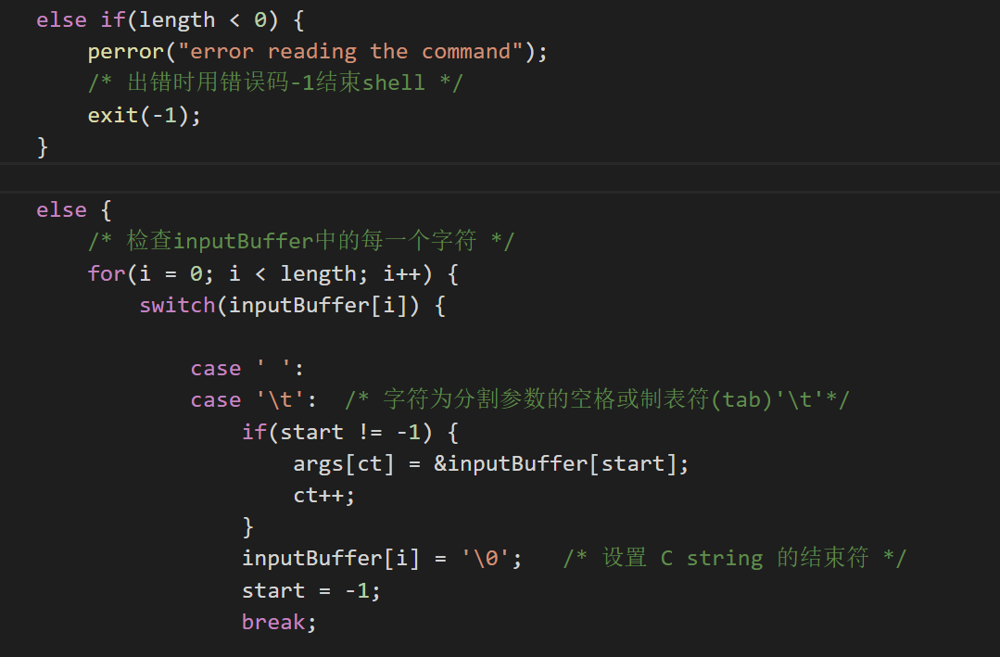 else if(length < 0) {
perror("error reading the command");
/* 出错时用错误码-1结束shell */
exit(-1);
}
else {
/* 检查inputBuffer中的每一个字符 */
for(i = 0; i < length; i++) {
switch(inputBuffer[i]) {
case ' ':
case '\t':  /* 字符为分割参数的空格或制表符(tab)'\t'*/
if(start != -1) {
args[ct] = &inputBuffer[start];
ct++;
}
inputBuffer[i] = '\0';   /* 设置 C string 的结束符 */
start = -1;
break;